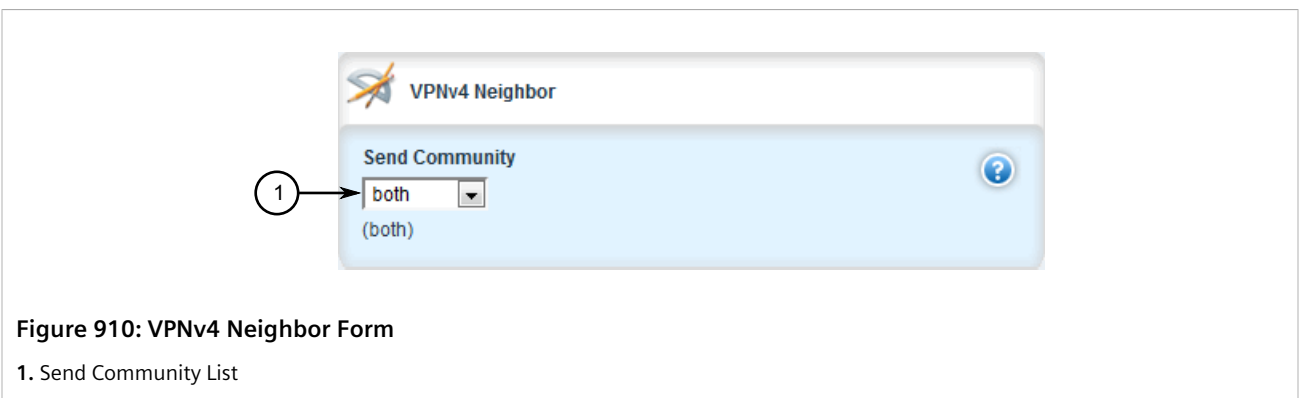 VPNv4 Neighbor
Send Community
1
both
(both)
?
Figure 910: VPNv4 Neighbor Form
1. Send Community List